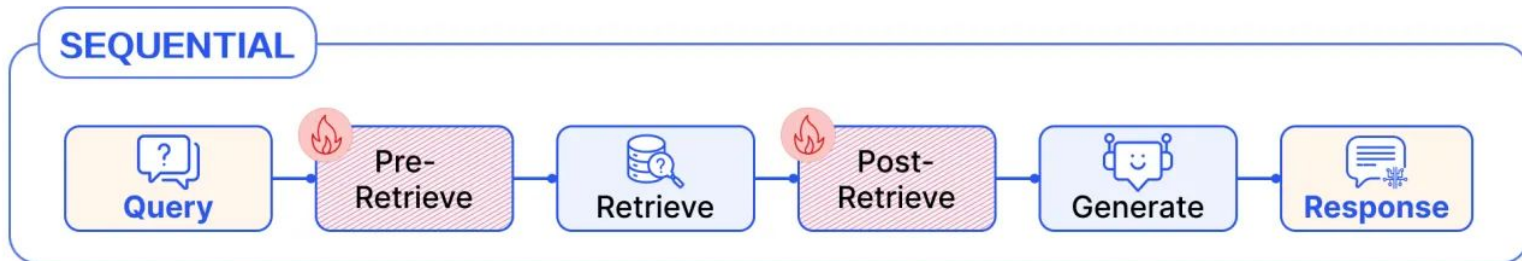 SEQUENTIAL
?
Query
Pre-
Retrieve
?
Retrieve
Post-
Retrieve
Generate
Response